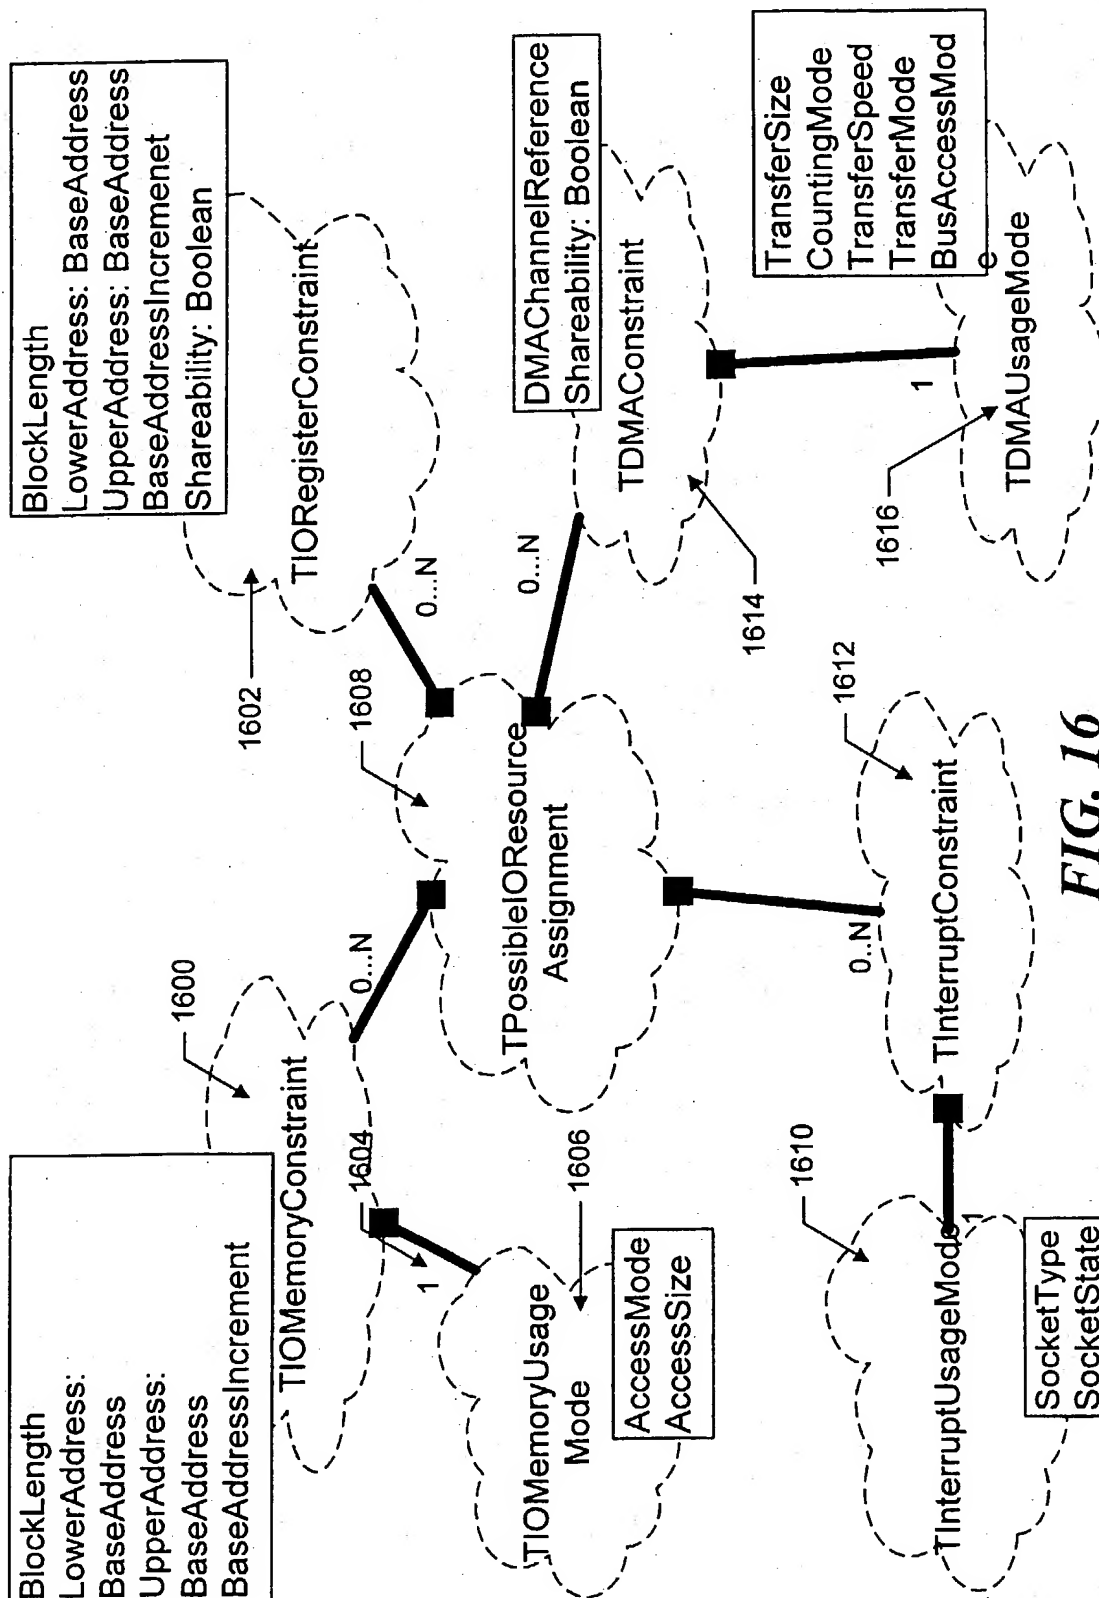 BlockLength
LowerAddress:
BaseAddress
UpperAddress:
BaseAddress
BaseAddressIncrement
TIOMemoryConstraint
1600
0...N
1604
1
TIOMemoryUsage
Mode
1606
AccessMode
AccessSize
BlockLength
LowerAddress: BaseAddress
UpperAddress: BaseAddress
BaseAddressIncremenet
Shareability: Boolean
1602
TIORegisterConstraint
0...N
1608
TPossibleIOResource
Assignment
0...N
DMAChannelReference
Shareability: Boolean
TDMAConstraint
1614
TransferSize
CountingMode
TransferSpeed
TransferMode
BusAccessMod
e
1
1616
TDMAUsageMode
1610
TInterruptUsageMode
1
SocketType
SocketState
0..N
1612
TInterruptConstraint
FIG. 16